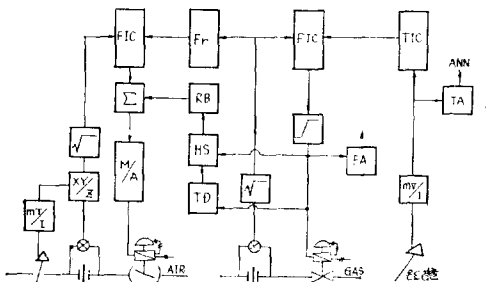 FIC
Fr
FIC
TIC
ANN
Σ
RB
TA
√
HS
FA
M/A
XY/Z
TD
√
mV/I
mV/I
AIR
GAS